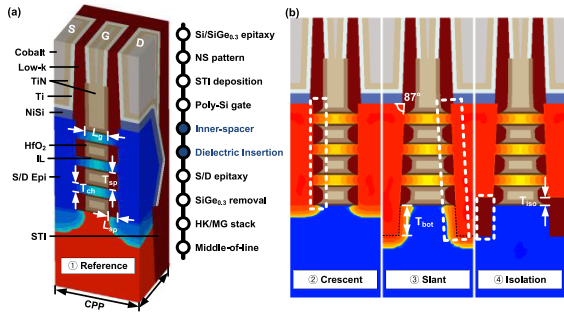 (a)
S
G
D
Cobalt
Low-k
TiN
Ti
NiSi
Lg
HfO2
IL
S/D Epi
Tsp
Tch
Lsp
STI
① Reference
CPP
Si/SiGe0.3 epitaxy
NS pattern
STI deposition
Poly-Si gate
Inner-spacer
Dielectric Insertion
S/D epitaxy
SiGe0.3 removal
HK/MG stack
Middle-of-line
(b)
87°
Tbot
Tiso
② Crescent
③ Slant
④ Isolation